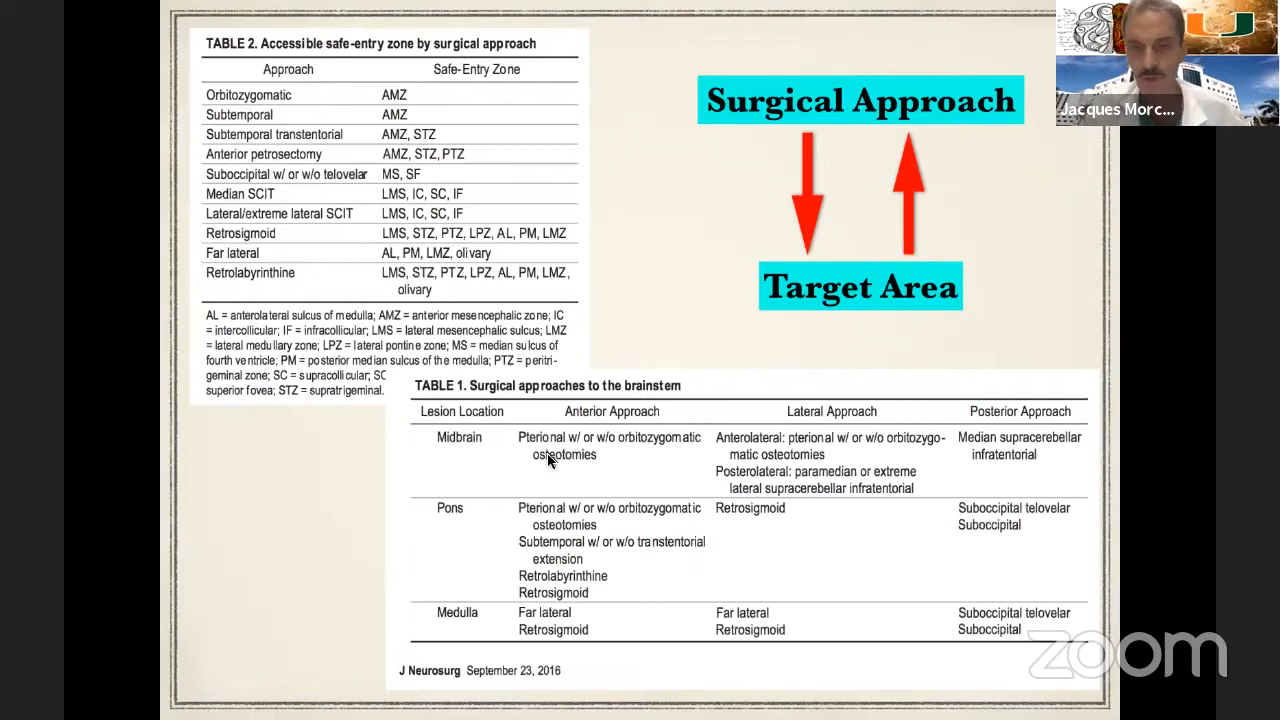 TABLE 2. Accessible safe-entry zone by surgical approach
Approach Safe-Entry Zone
Orbitozygomatic AMZ
Subtemporal AMZ
Subtemporal transtentorial AMZ, STZ
Anterior petrosectomy AMZ, STZ, PTZ
Suboccipital w/ or w/o telovelar MS, SF
Median SCIT LMS, IC, SC, IF
Lateral/extreme lateral SCIT LMS, IC, SC, IF
Retrosigmoid LMS, STZ, PTZ, LPZ, AL, PM, LMZ
Far lateral AL, PM, LMZ, olivary
Retrolabyrinthine LMS, STZ, PTZ, LPZ, AL, PM, LMZ,
olivary
AL = anterolateral sulcus of medulla; AMZ = anterior mesencephalic zone; IC
= intercollicular; IF = infracollicular; LMS = lateral mesencephalic sulcus; LMZ
= lateral medullary zone; LPZ = lateral pontine zone; MS = median sulcus of
fourth ventricle; PM = posterior median sulcus of the medulla; PTZ = peritri-
geminal zone; SC = supracollicular; SC
superior fovea; STZ = supratrigeminal.
Surgical Approach
Target Area
Jacques Morc...
TABLE 1. Surgical approaches to the brainstem
Lesion Location Anterior Approach Lateral Approach Posterior Approach
Midbrain Pterional w/ or w/o orbitozygomatic Anterolateral: pterional w/ or w/o orbitozygo- Median supracerebellar
osteotomies matic osteotomies infratentorial
Posterolateral: paramedian or extreme
lateral supracerebellar infratentorial
Pons Pterional w/ or w/o orbitozygomatic Retrosigmoid Suboccipital telovelar
osteotomies Suboccipital
Subtemporal w/ or w/o transtentorial
extension
Retrolabyrinthine
Retrosigmoid
Medulla Far lateral Far lateral Suboccipital telovelar
Retrosigmoid Retrosigmoid Suboccipital
J Neurosurg September 23, 2016
zoom